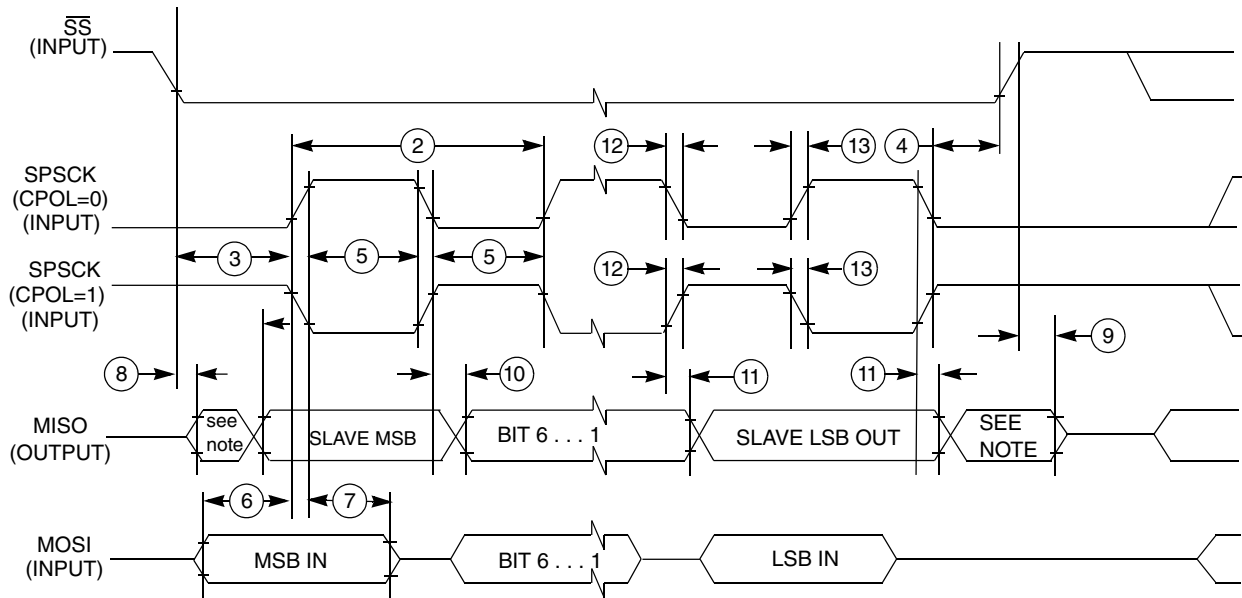 SS
(INPUT)
2
12
13
4
SPSCK
(CPOL=0)
(INPUT)
3
5
5
12
13
SPSCK
(CPOL=1)
(INPUT)
8
10
11
11
9
MISO
(OUTPUT)
see
note
SLAVE MSB
BIT 6 . . . 1
SLAVE LSB OUT
SEE
NOTE
6
7
MOSI
(INPUT)
MSB IN
BIT 6 . . . 1
LSB IN